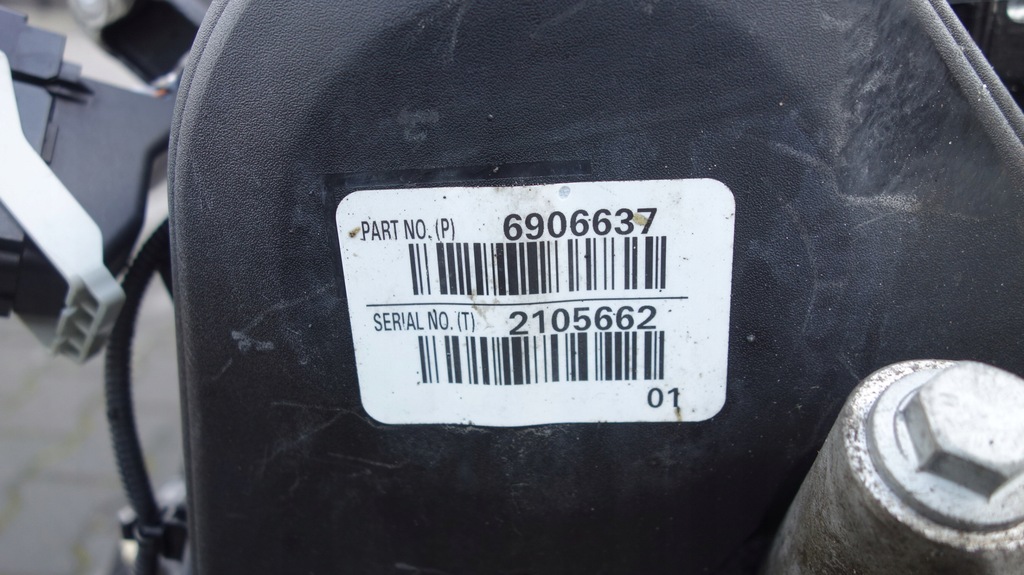 PART NO. (P) 6906637
SERIAL NO. (T) 2105662
01